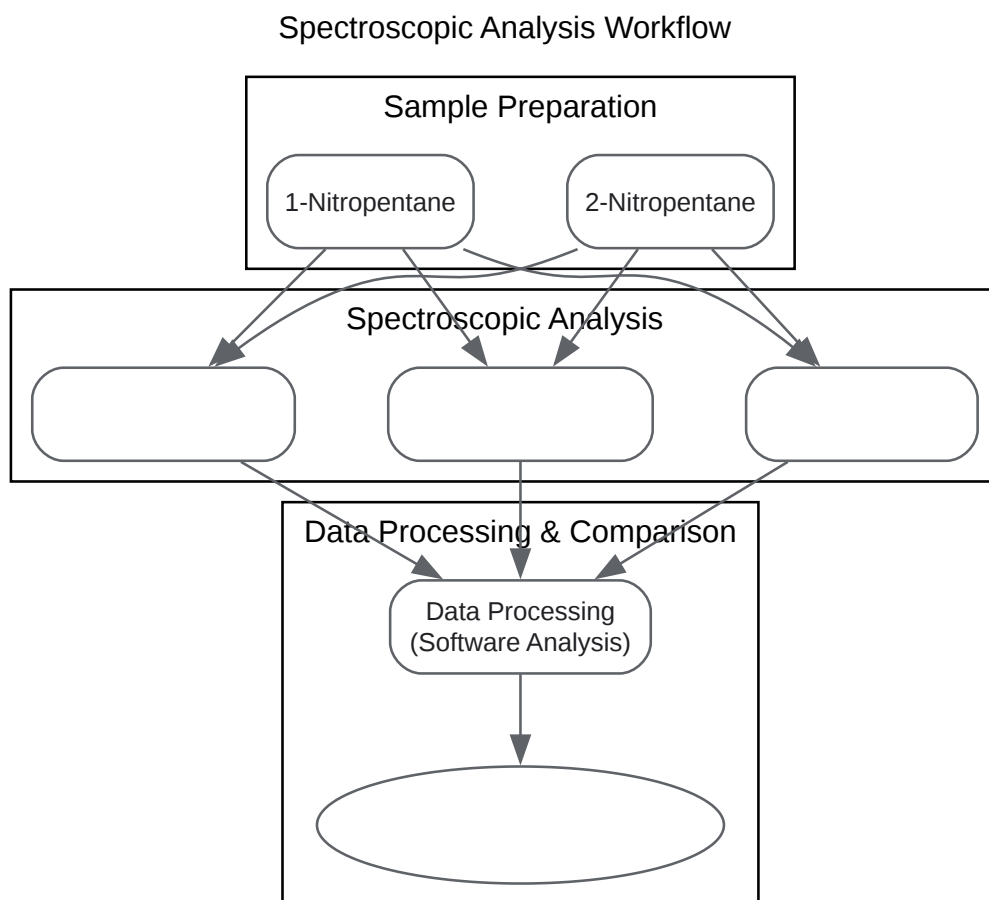 Spectroscopic Analysis Workflow
Sample Preparation
1-Nitropentane
2-Nitropentane
Spectroscopic Analysis
Data Processing & Comparison
Data Processing
(Software Analysis)